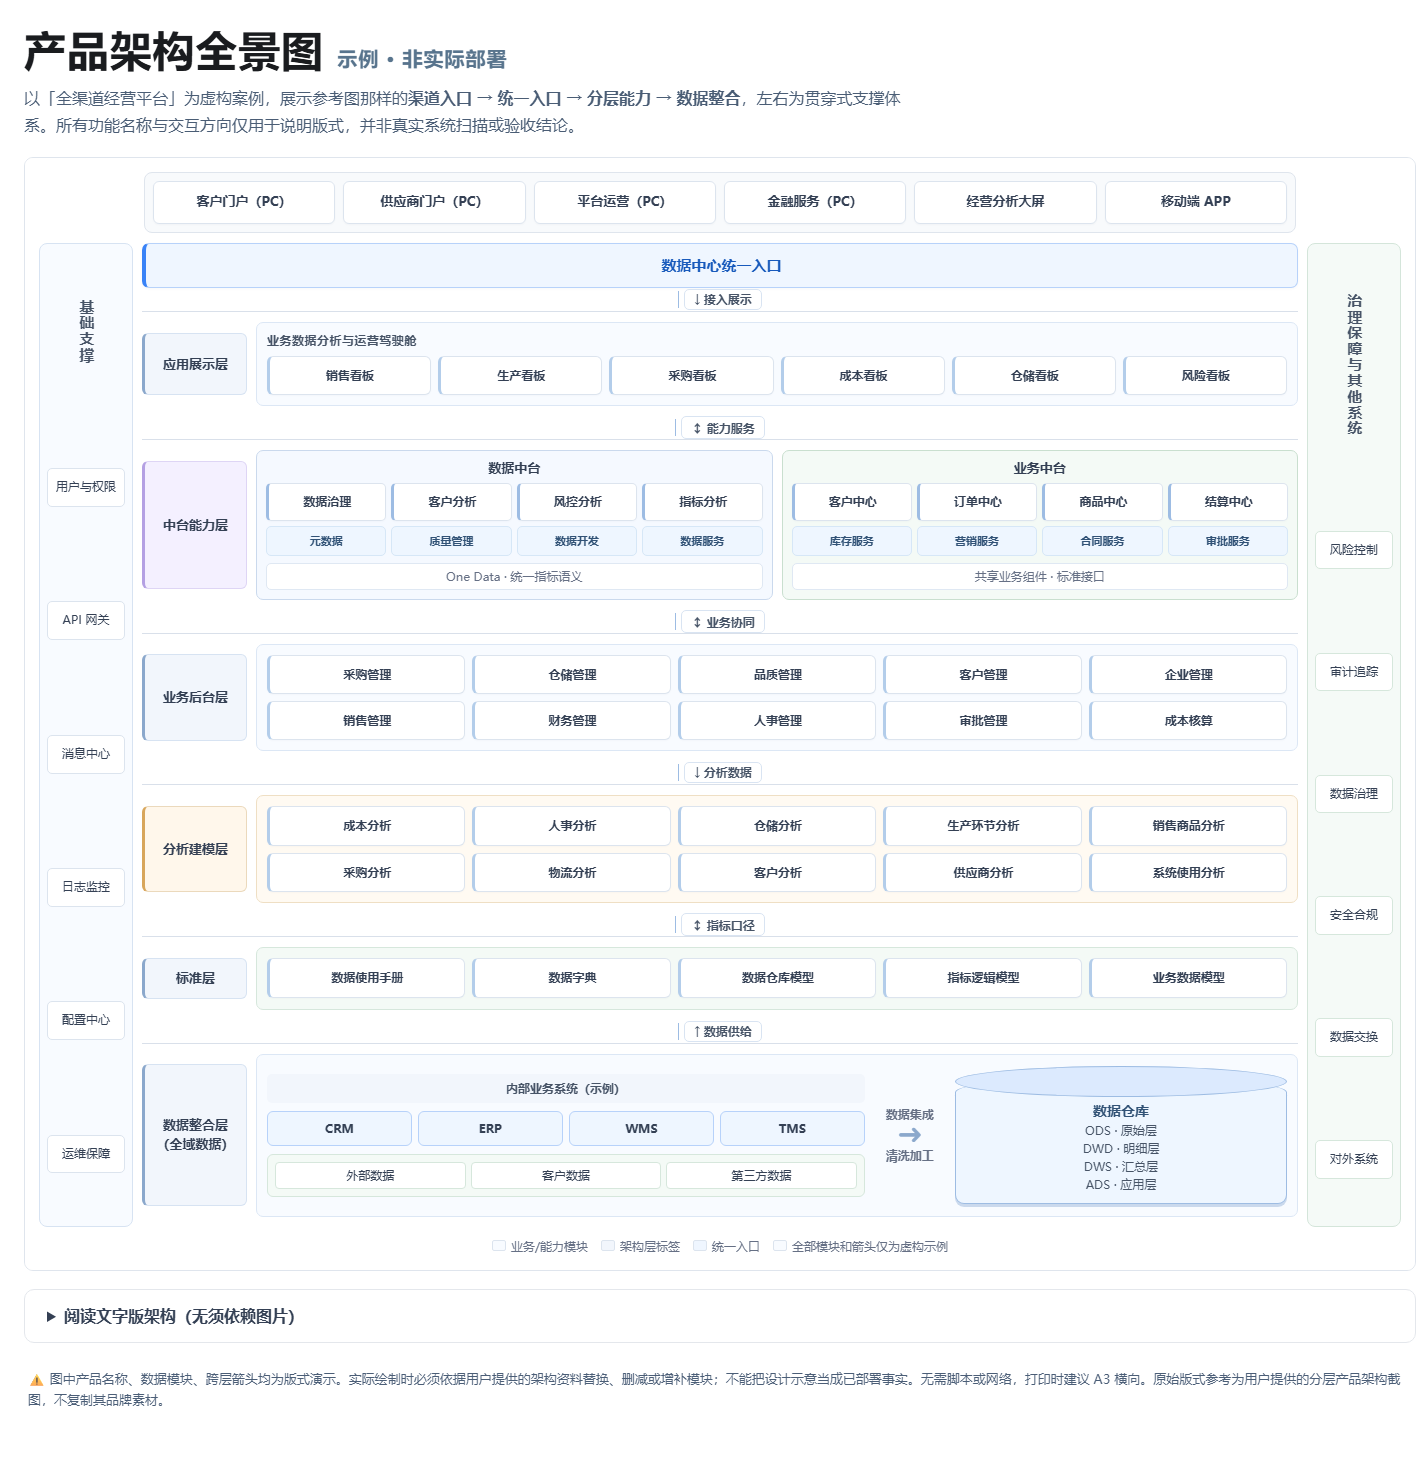 产品架构全景图 示例 · 非实际部署
以「全渠道经营平台」为虚构案例，展示参考图那样的渠道入口 → 统一入口 → 分层能力 → 数据整合，左右为贯穿式支撑体
系。所有功能名称与交互方向仅用于说明版式，并非真实系统扫描或验收结论。
客户门户（PC） 供应商门户（PC） 平台运营（PC） 金融服务（PC） 经营分析大屏 移动端 APP
基础支撑
用户与权限
API 网关
消息中心
日志监控
配置中心
运维保障
数据中心统一入口
↓ 接入展示
应用展示层
业务数据分析与运营驾驶舱
销售看板 生产看板 采购看板 成本看板 仓储看板 风险看板
↕ 能力服务
中台能力层
数据中台
数据治理 客户分析 风控分析 指标分析
元数据 质量管理 数据开发 数据服务
One Data · 统一指标语义
业务中台
客户中心 订单中心 商品中心 结算中心
库存服务 营销服务 合同服务 审批服务
共享业务组件 · 标准接口
↕ 业务协同
业务后台层
采购管理 仓储管理 品质管理 客户管理 企业管理
销售管理 财务管理 人事管理 审批管理 成本核算
↓ 分析数据
分析建模层
成本分析 人事分析 仓储分析 生产环节分析 销售商品分析
采购分析 物流分析 客户分析 供应商分析 系统使用分析
↕ 指标口径
标准层
数据使用手册 数据字典 数据仓库模型 指标逻辑模型 业务数据模型
↑ 数据供给
数据整合层
（全域数据）
内部业务系统（示例）
CRM ERP WMS TMS
外部数据 客户数据 第三方数据
数据集成
→
清洗加工
数据仓库
ODS · 原始层
DWD · 明细层
DWS · 汇总层
ADS · 应用层
治理保障与其他系统
风险控制
审计追踪
数据治理
安全合规
数据交换
对外系统
业务/能力模块 架构层标签 统一入口 全部模块和箭头仅为虚构示例
▶ 阅读文字版架构（无须依赖图片）
⚠️ 图中产品名称、数据模块、跨层箭头均为版式演示。实际绘制时必须依据用户提供的架构资料替换、删减或增补模块；不能把设计示意当成已部署事实。无需脚本或网络，打印时建议 A3 横向。原始版式参考为用户提供的分层产品架构截
图，不复制其品牌素材。